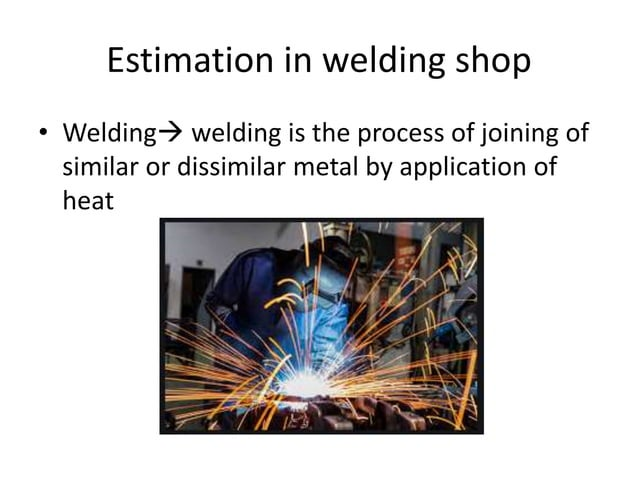 Estimation in welding shop
• Welding→ welding is the process of joining of
similar or dissimilar metal by application of
heat